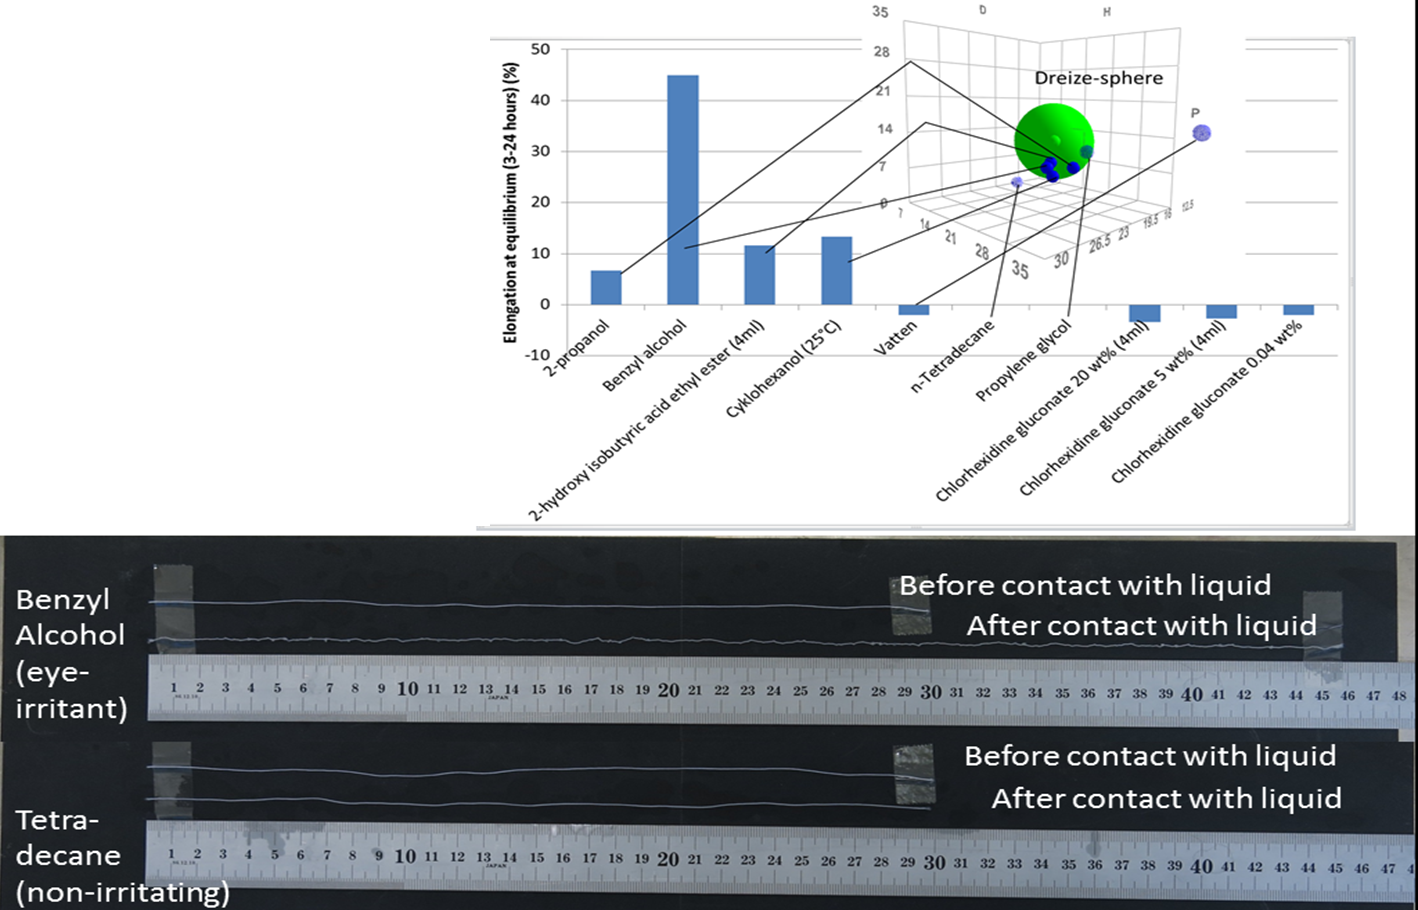 35
D
H
50
28
Dreize-sphere
21
40
P
14
30
7
20
0
7
14
21
28
35
30
26.5
23
19.5
16
12.5
10
0
-10
Elongation at equilibrium (3-24 hours) (%)
2-propanol
Benzyl alcohol
2-hydroxy isobutyric acid ethyl ester (4ml)
Cyklohexanol (25°C)
Vatten
n-Tetradecane
Propylene glycol
Chlorhexidine gluconate 20 wt% (4ml)
Chlorhexidine gluconate 5 wt% (4ml)
Chlorhexidine gluconate 0.04 wt%
Benzyl
Alcohol
(eye-
irritant)
Before contact with liquid
After contact with liquid
1 2 3 4 5 6 7 8 9 10 11 12 13 14 15 16 17 18 19 20 21 22 23 24 25 26 27 28 29 30 31 32 33 34 35 36 37 38 39 40 41 42 43 44 45 46 47 48
JAPAN
Before contact with liquid
After contact with liquid
Tetra-
decane
(non-irritating)
1 2 3 4 5 6 7 8 9 10 11 12 13 14 15 16 17 18 19 20 21 22 23 24 25 26 27 28 29 30 31 32 33 34 35 36 37 38 39 40 41 42 43 44 45 46 47
JAPAN